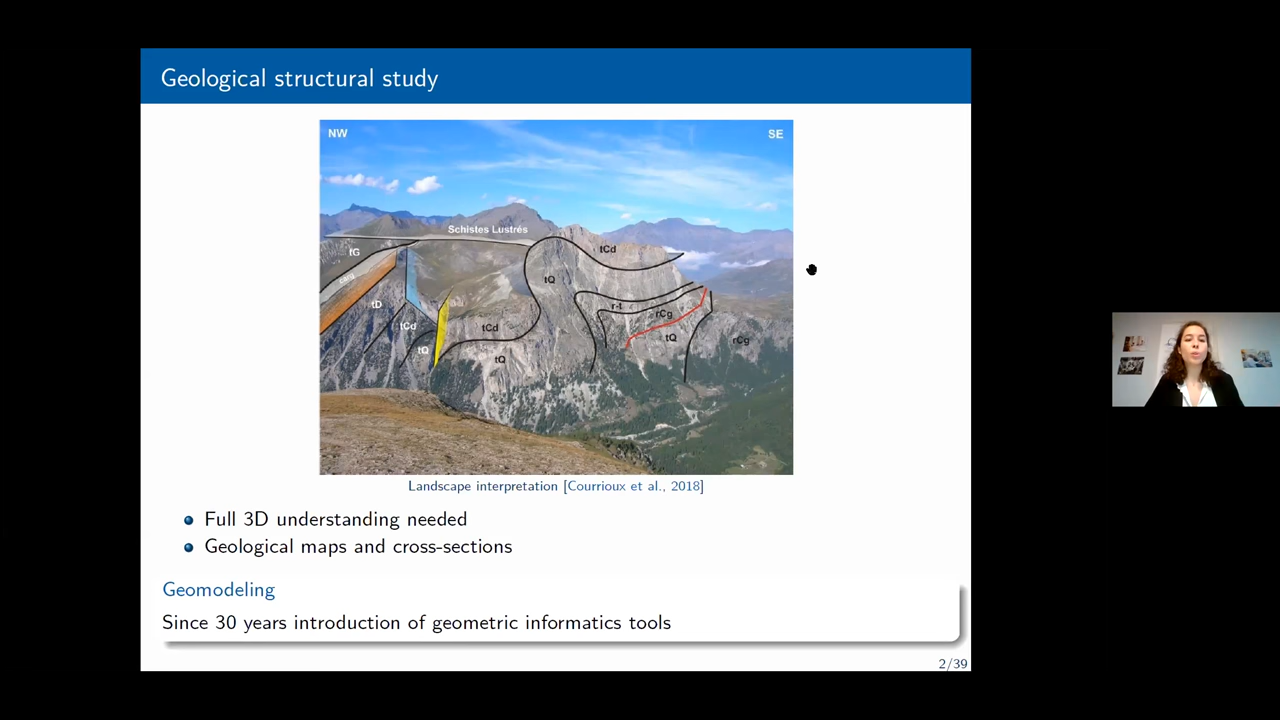 Geological structural study
NW
SE
Schistes Lustrés
tCd
tG
tQ
carg
tD
r-t
rCg
tCd
tCd
tQ
rCg
tQ
tQ
Landscape interpretation [Courrioux et al., 2018]
Full 3D understanding needed
Geological maps and cross-sections
Geomodeling
Since 30 years introduction of geometric informatics tools
2/39